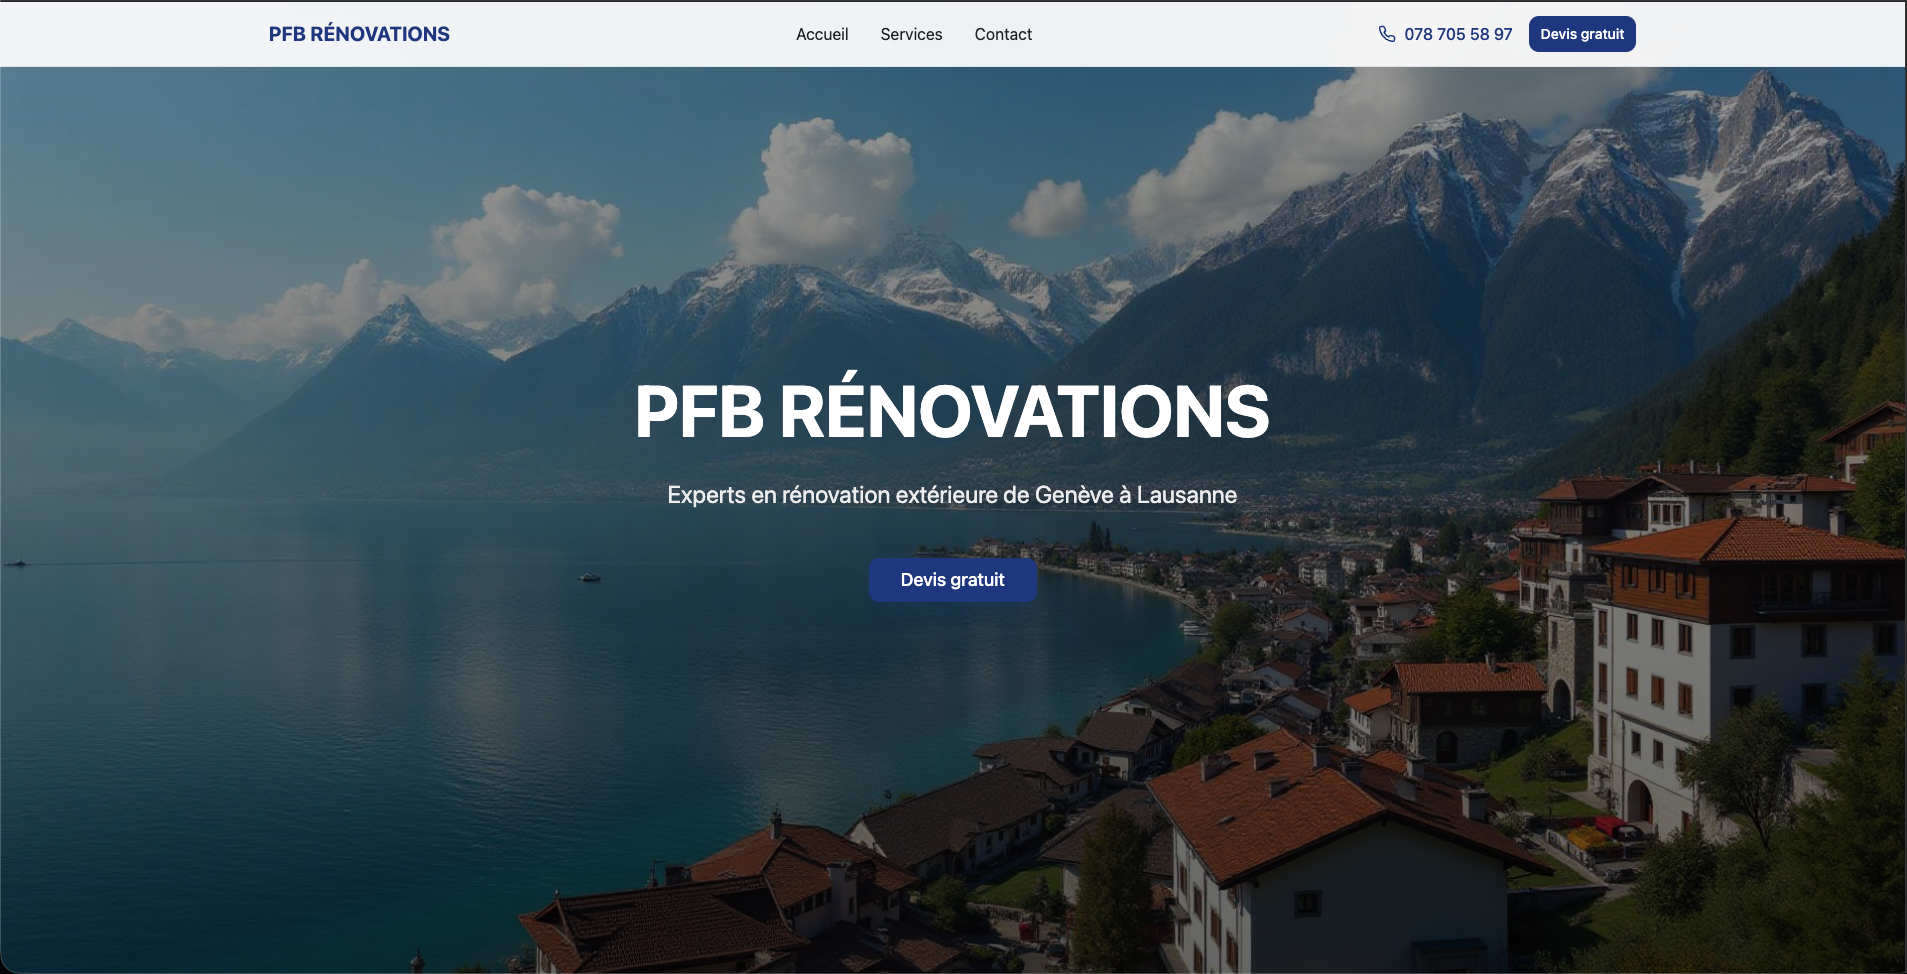 PFB RÉNOVATIONS
Accueil Services Contact
078 705 58 97
Devis gratuit
PFB RÉNOVATIONS
Experts en rénovation extérieure de Genève à Lausanne
Devis gratuit